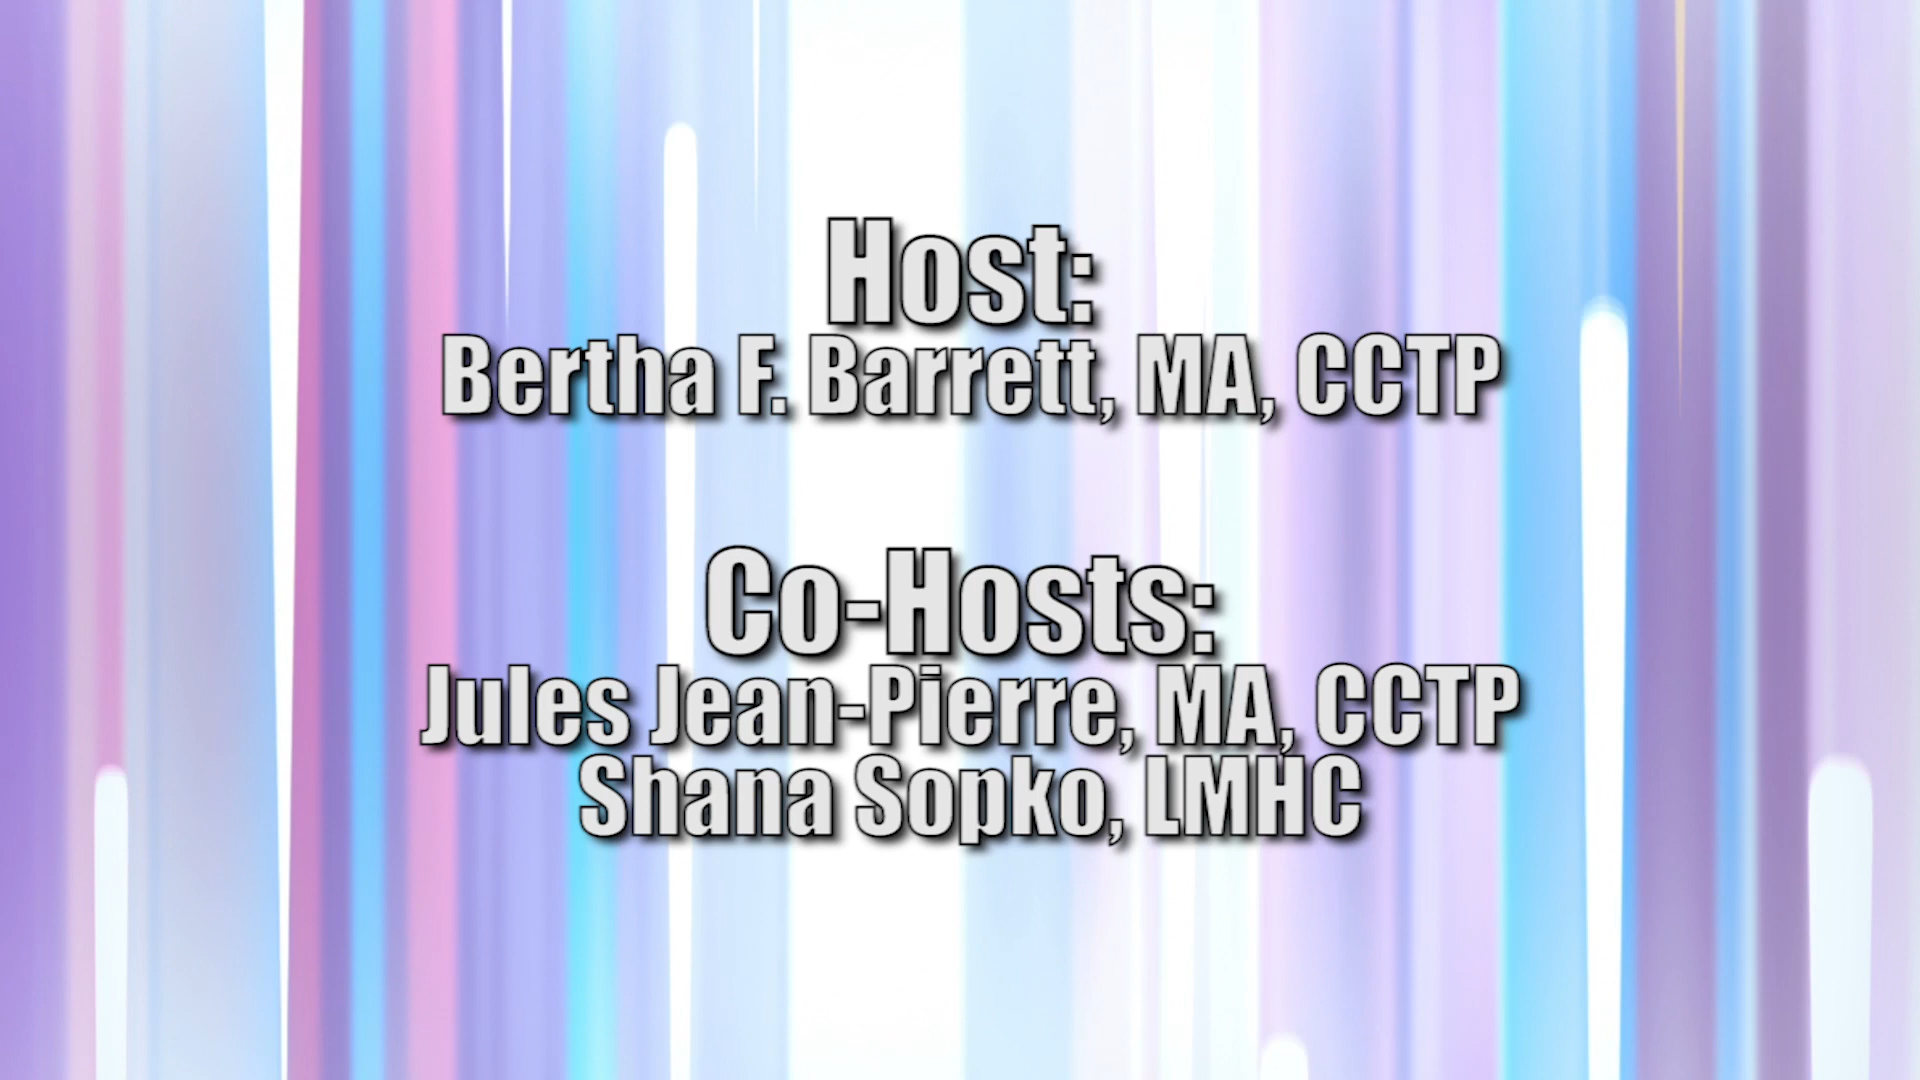 Host:
Bertha F. Barrett, MA, CCTP
Co-Hosts:
Jules Jean-Pierre, MA, CCTP
Shana Sopko, LMHC